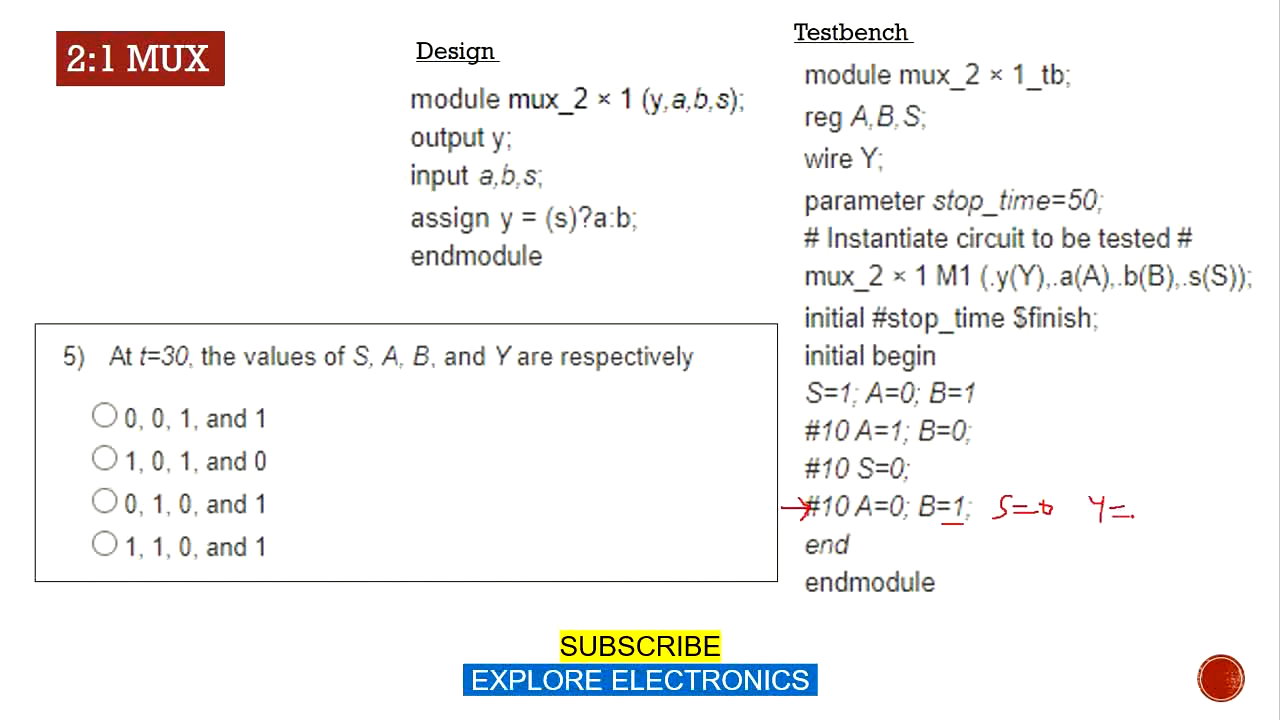 2:1 MUX
Design
module mux_2 × 1 (y,a,b,s);
output y;
input a,b,s;
assign y = (s)?a:b;
endmodule
5) At t=30, the values of S, A, B, and Y are respectively
0, 0, 1, and 1
1, 0, 1, and 0
0, 1, 0, and 1
1, 1, 0, and 1
Testbench
module mux_2 × 1_tb;
reg A,B,S;
wire Y;
parameter stop_time=50;
# Instantiate circuit to be tested #
mux_2 × 1 M1 (.y(Y),.a(A),.b(B),.s(S));
initial #stop_time $finish;
initial begin
S=1; A=0; B=1
#10 A=1; B=0;
#10 S=0;
#10 A=0; B=1; S=0 Y=
end
endmodule
SUBSCRIBE
EXPLORE ELECTRONICS